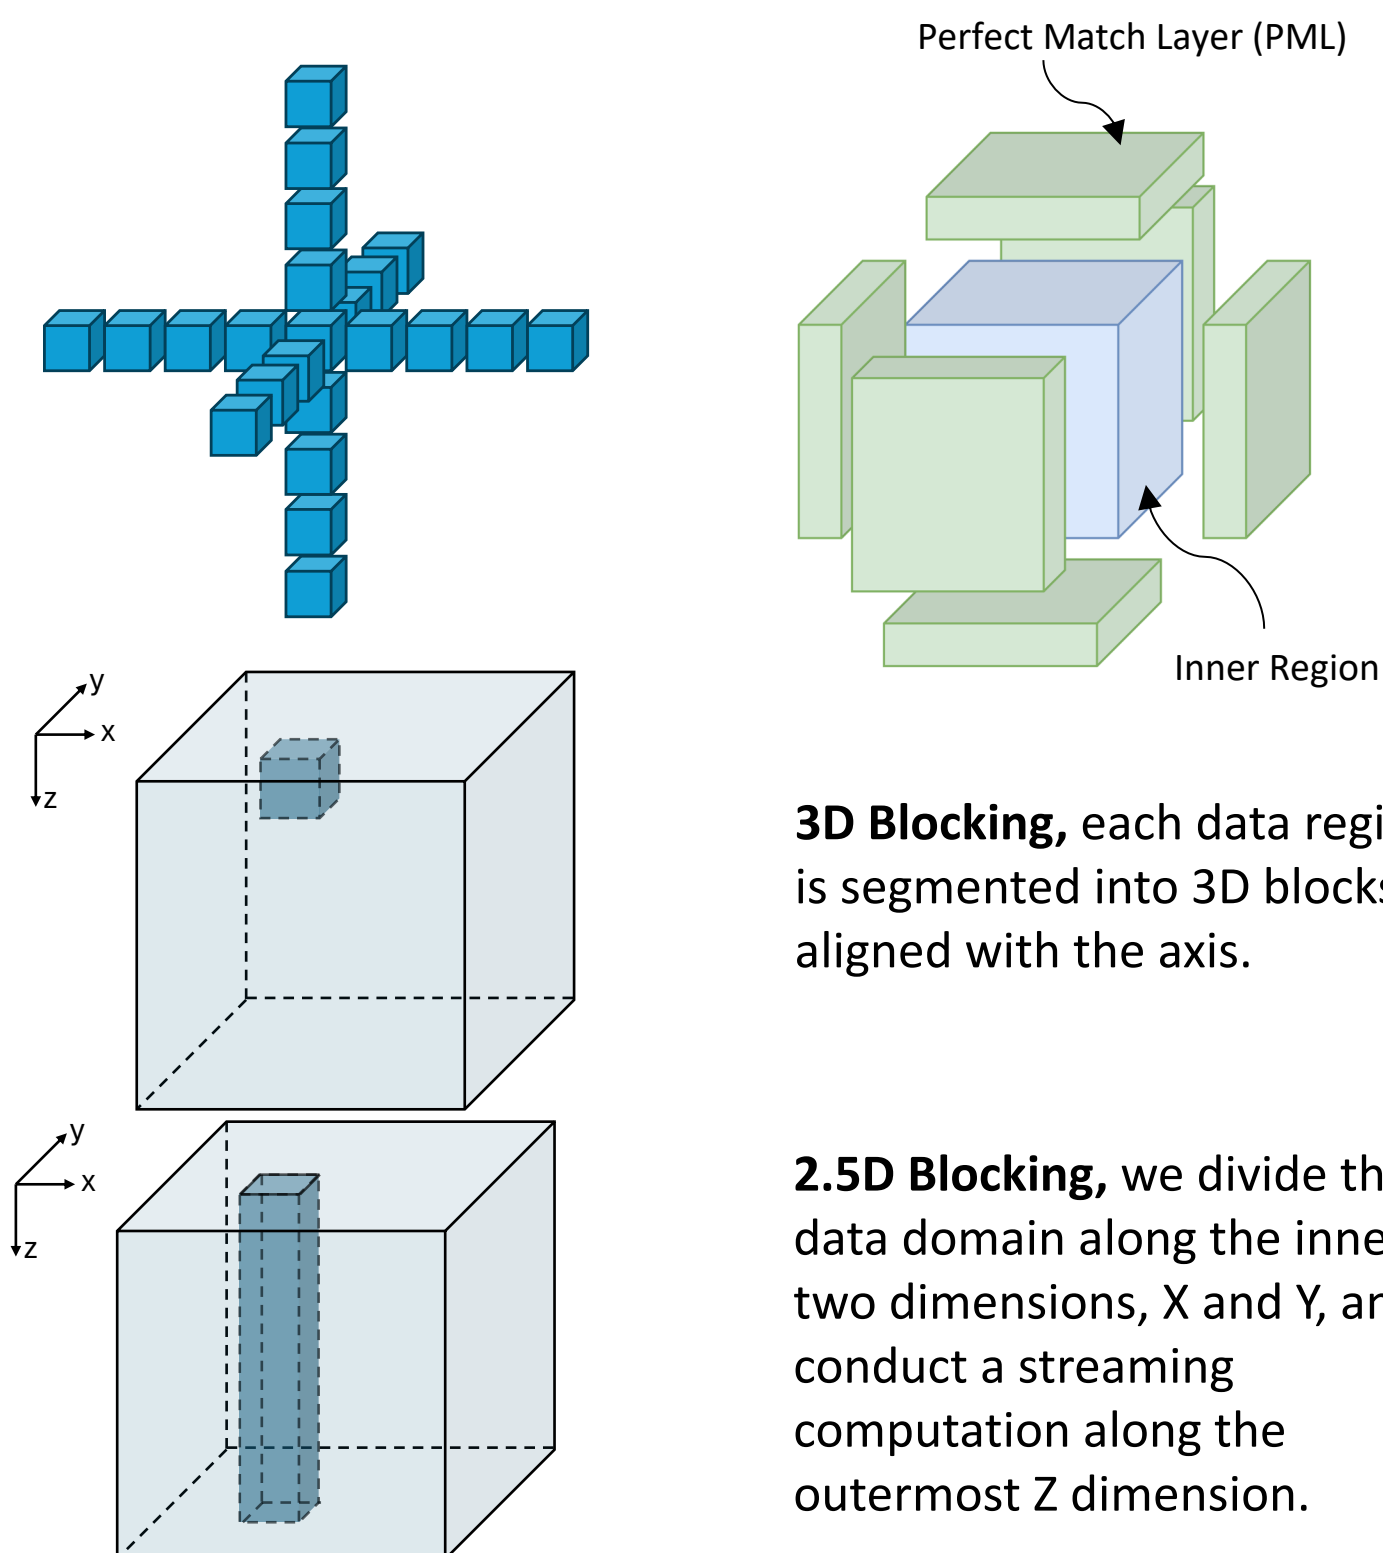 Perfect Match Layer (PML)
Inner Region
y
x
z
3D Blocking, each data regi
is segmented into 3D blocks
aligned with the axis.
y
x
z
2.5D Blocking, we divide th
data domain along the inne
two dimensions, X and Y, an
conduct a streaming
computation along the
outermost Z dimension.